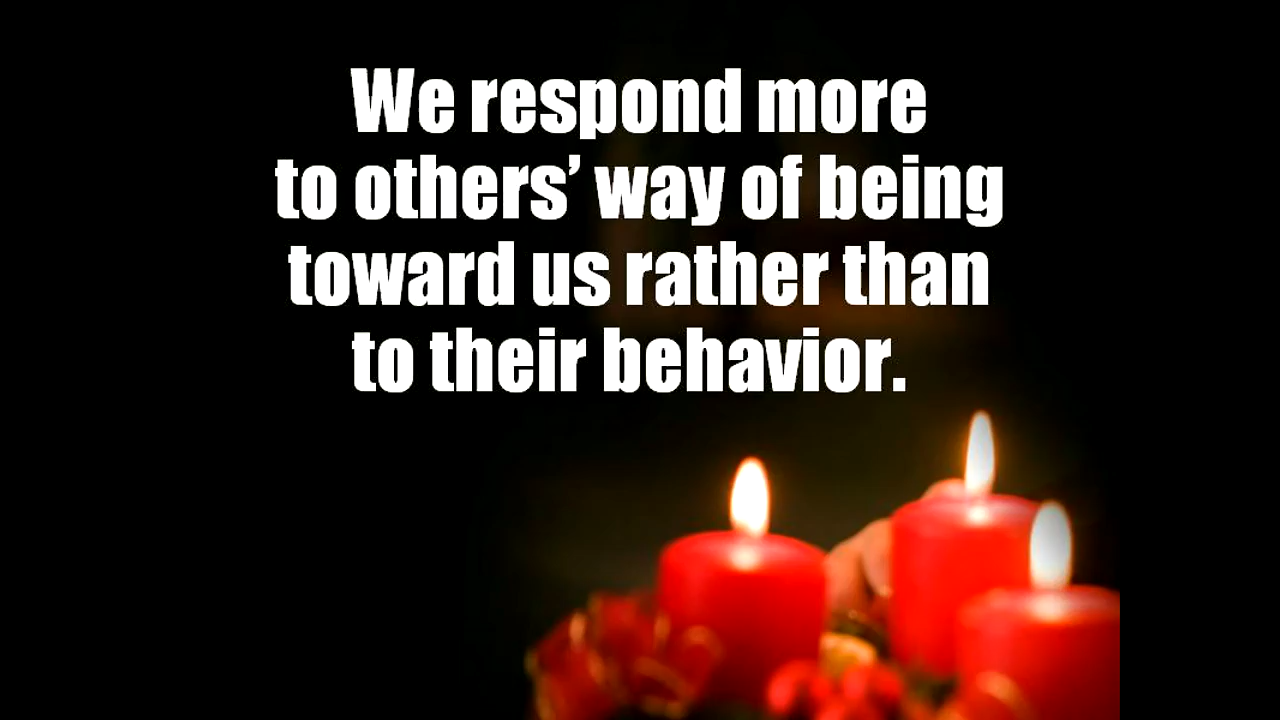 We respond more
to others’ way of being
toward us rather than
to their behavior.